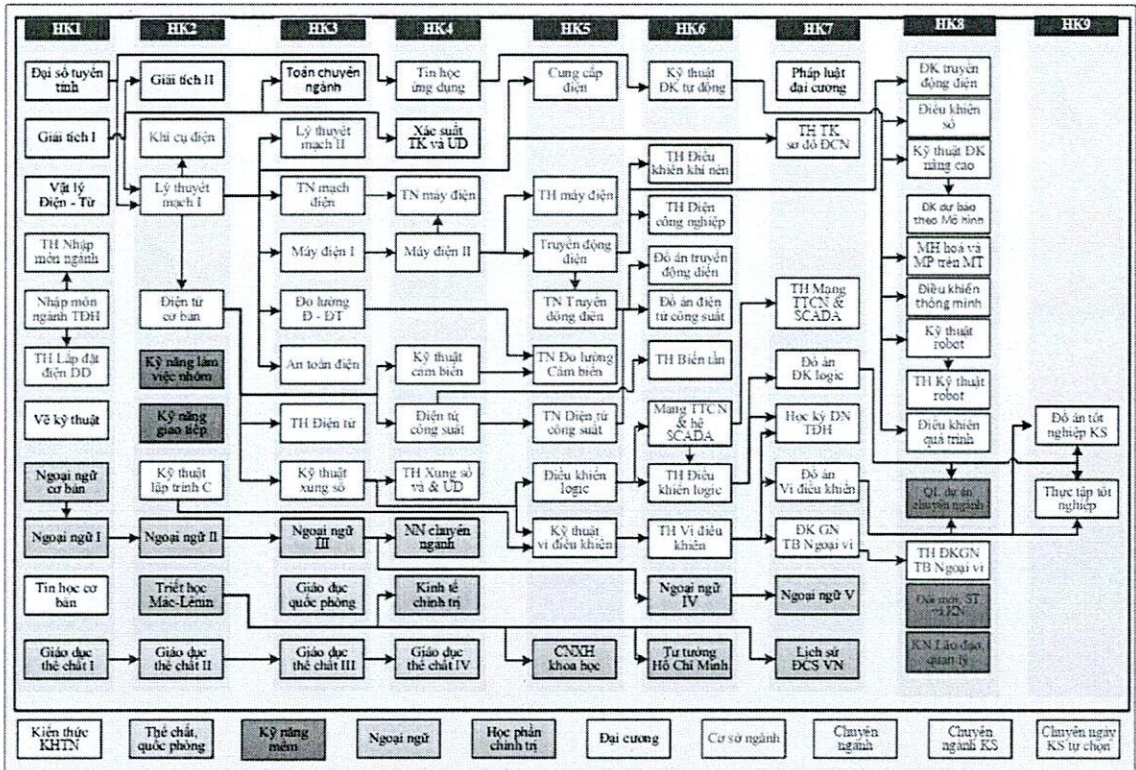 HK1
HK2
HK3
HK4
HK5
HK6
HK7
HK8
HK9
Đại số tuyến
tính
Giải tích I
Vật lý
Điện - Từ
TH Nhập
môn ngành
Nhập môn
ngành TĐH
TH Lắp đặt
điện DD
Vẽ kỹ thuật
Ngoại ngữ
cơ bản
Ngoại ngữ I
Tin học cơ
bản
Giáo dục
thể chất I
Giải tích II
Khí cụ điện
Lý thuyết
mạch I
Điện tử
cơ bản
Kỹ năng làm
việc nhóm
Kỹ năng
giao tiếp
Kỹ thuật
lập trình C
Ngoại ngữ II
Triết học
Mác-Lênin
Giáo dục
thể chất II
Toán chuyên
ngành
Lý thuyết
mạch II
TN mạch
điện
Máy điện I
Đo lường
Đ - ĐT
An toàn điện
TH Điện tử
Kỹ thuật
xung số
Ngoại ngữ
III
Giáo dục
quốc phòng
Giáo dục
thể chất III
Tin học
ứng dụng
Xác suất
TK và UD
TN máy điện
Máy điện II
Kỹ thuật
cảm biến
Điện tử
công suất
TH Xung số
và & UD
NN chuyên
ngành
Kinh tế
chính trị
Giáo dục
thể chất IV
Cung cấp
điện
TH máy điện
Truyền động
điện
TN Truyền
động điện
TN Đo lường
Cảm biến
TN Điện tử
công suất
Điều khiển
logic
Kỹ thuật
vi điều khiển
CNXH
khoa học
Kỹ thuật
ĐK tự động
TH Điều
khiển khí nén
TH Điện
công nghiệp
Đồ án truyền
động điện
Đồ án điện
tử công suất
TH Biến tần
Mạng TTCN
& hệ
SCADA
TH Điều
khiển logic
TH Vi điều
khiển
Ngoại ngữ
IV
Tư tưởng
Hồ Chí Minh
Pháp luật
đại cương
TH TK
sơ đồ ĐCN
TH Mạng
TTCN &
SCADA
Đồ án
ĐK logic
Học kỳ DN
TĐH
Đồ án
Vi điều khiển
ĐK GN
TB Ngoại vi
Ngoại ngữ V
Lịch sử
ĐCS VN
ĐK truyền
động điện
Điều khiển
số
Kỹ thuật ĐK
nâng cao
ĐK dự báo
theo Mô hình
MH hoá và
MP trên MT
Điều khiển
thông minh
Kỹ thuật
robot
TH Kỹ thuật
robot
Điều khiển
quá trình
QL dự án
chuyên ngành
TH ĐKGN
TB Ngoại vi
Đổi mới, ST
và KN
KN Lãnh đạo,
quản lý
Đồ án tốt
nghiệp KS
Thực tập tốt
nghiệp
Kiến thức
KHTN
Thể chất,
quốc phòng
Kỹ năng
mềm
Ngoại ngữ
Học phần
chính trị
Đại cương
Cơ sở ngành
Chuyên
ngành
Chuyên
ngành KS
Chuyên ngày
KS tự chọn